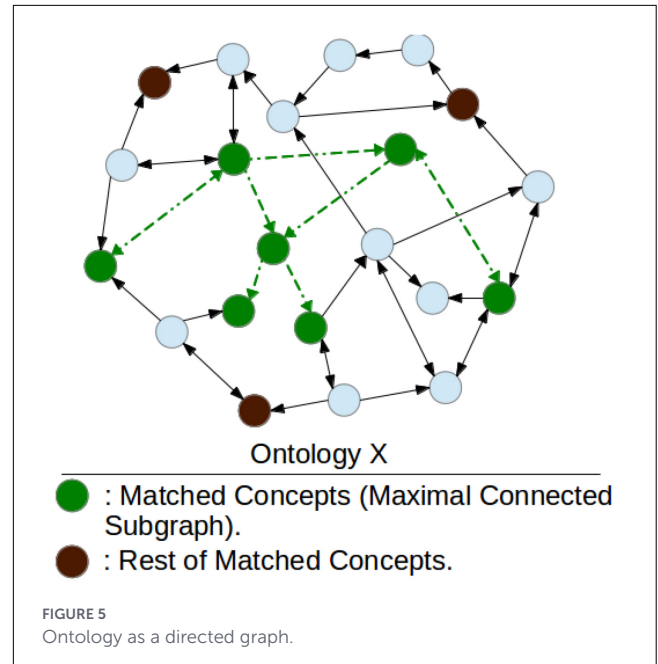 Ontology X
: Matched Concepts (Maximal Connected
Subgraph).
: Rest of Matched Concepts.
FIGURE 5
Ontology as a directed graph.